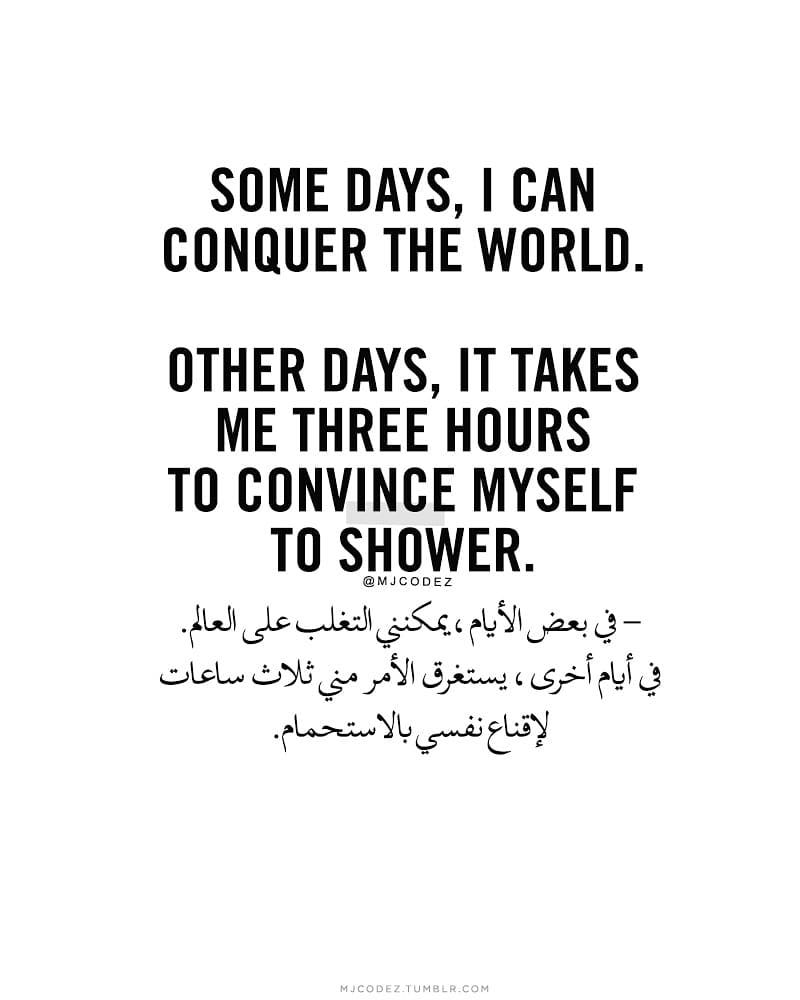 SOME DAYS, I CAN
CONQUER THE WORLD.
OTHER DAYS, IT TAKES
ME THREE HOURS
TO CONVINCE MYSELF
TO SHOWER.
@MJCODEZ
– في بعض الأيام ، يمكنني التغلب على العالم.
في أيام أخرى ، يستغرق الأمر مني ثلاث ساعات
لإقناع نفسي بالاستحمام.
MJCODEZ.TUMBLR.COM